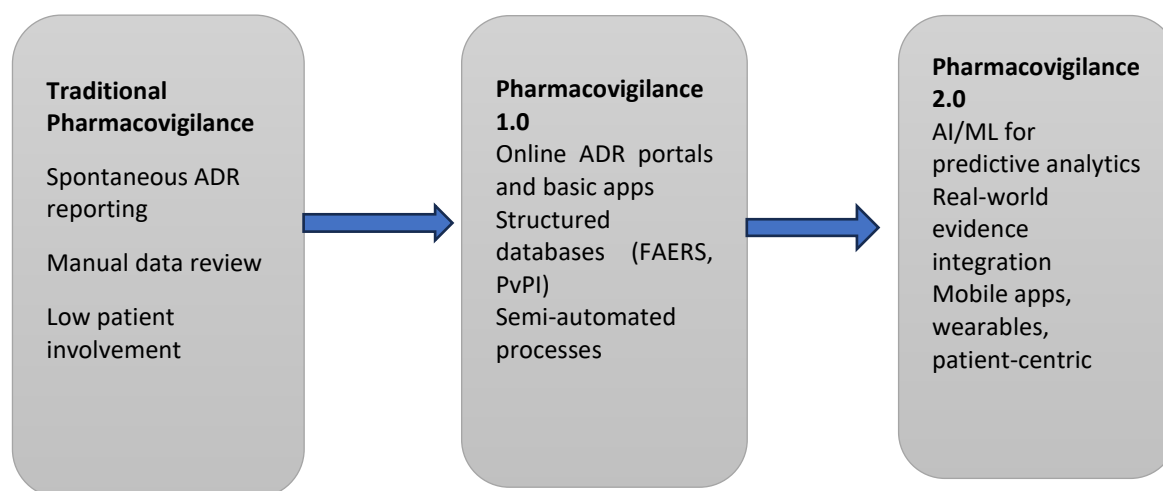 Traditional
Pharmacovigilance
Spontaneous ADR
reporting
Manual data review
Low patient
involvement
Pharmacovigilance
1.0
Online ADR portals
and basic apps
Structured
databases (FAERS,
PvPI)
Semi-automated
processes
Pharmacovigilance
2.0
AI/ML for
predictive analytics
Real-world
evidence
integration
Mobile apps,
wearables,
patient-centric